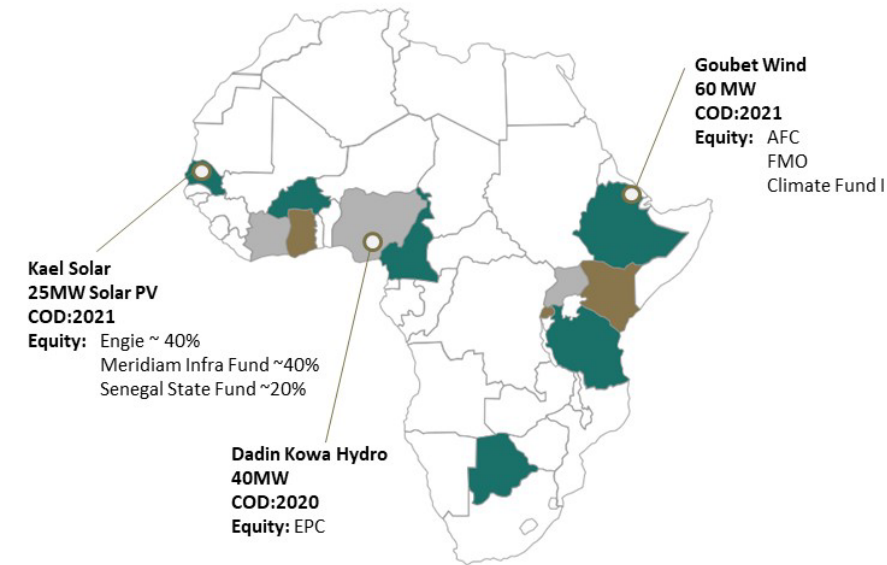 Goubet Wind
60 MW
COD:2021
Equity: AFC
FMO
Climate Fund I
Kael Solar
25MW Solar PV
COD:2021
Equity: Engie ~ 40%
Meridiam Infra Fund ~40%
Senegal State Fund ~20%
Dadin Kowa Hydro
40MW
COD:2020
Equity: EPC